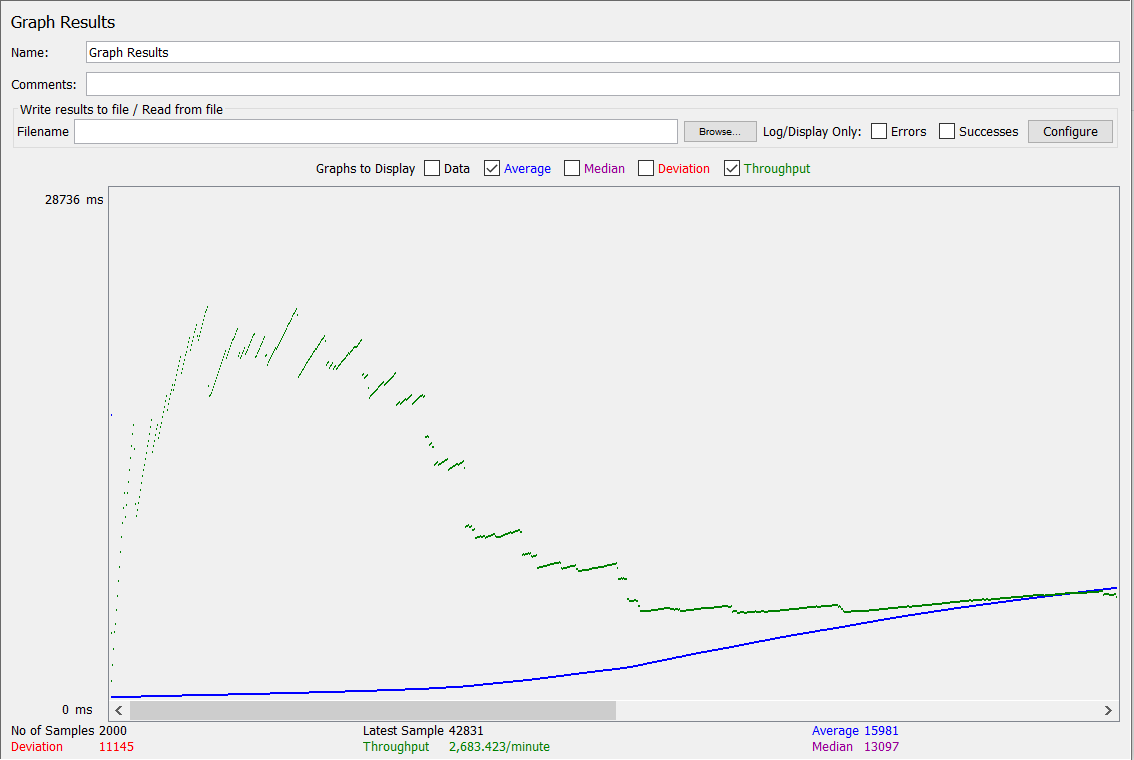 Graph Results
Name: Graph Results
Comments:
Write results to file / Read from file
Filename Browse... Log/Display Only: Errors Successes Configure
Graphs to Display Data Average Median Deviation Throughput
28736 ms
0 ms
No of Samples 2000 Latest Sample 42831 Average 15981
Deviation 11145 Throughput 2,683.423/minute Median 13097